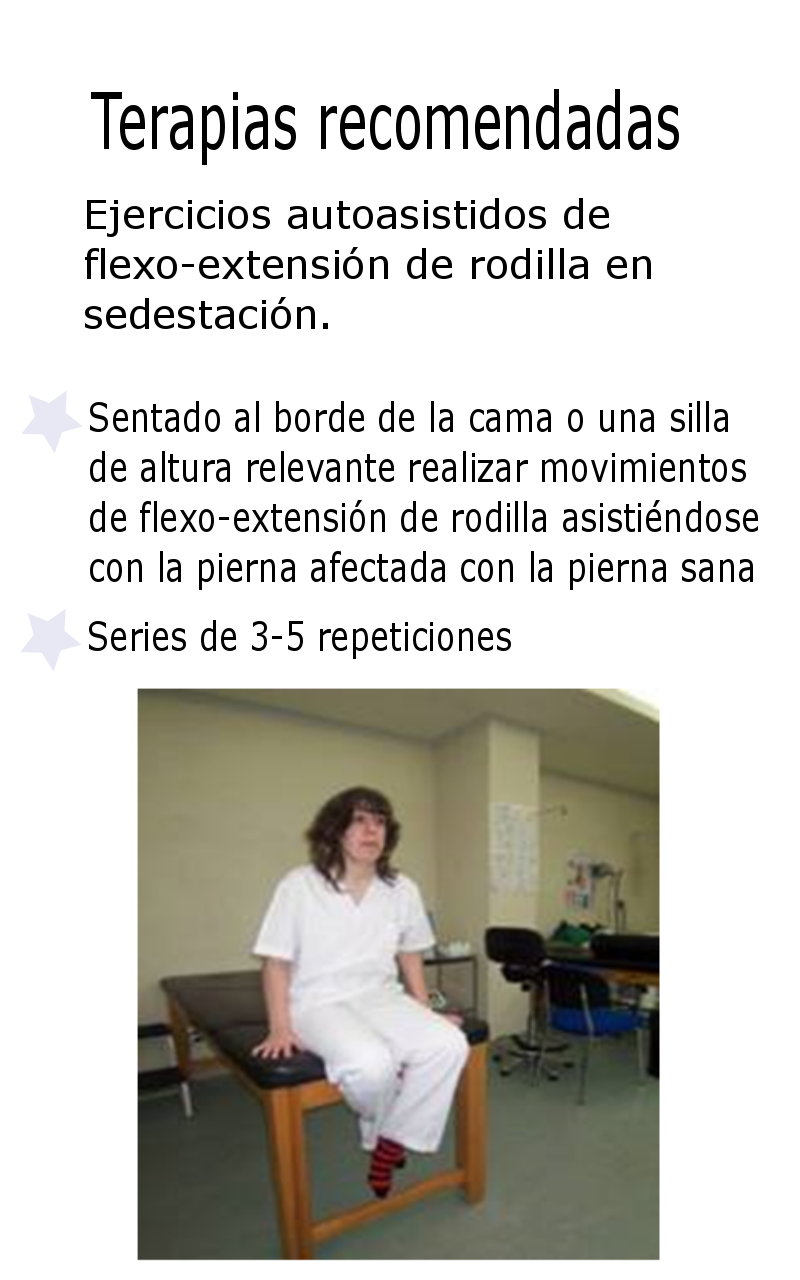 Terapias recomendadas
Ejercicios autoasistidos de
flexo-extensión de rodilla en
sedestación.
Sentado al borde de la cama o una silla
de altura relevante realizar movimientos
de flexo-extensión de rodilla asistiéndose
con la pierna afectada con la pierna sana
Series de 3-5 repeticiones